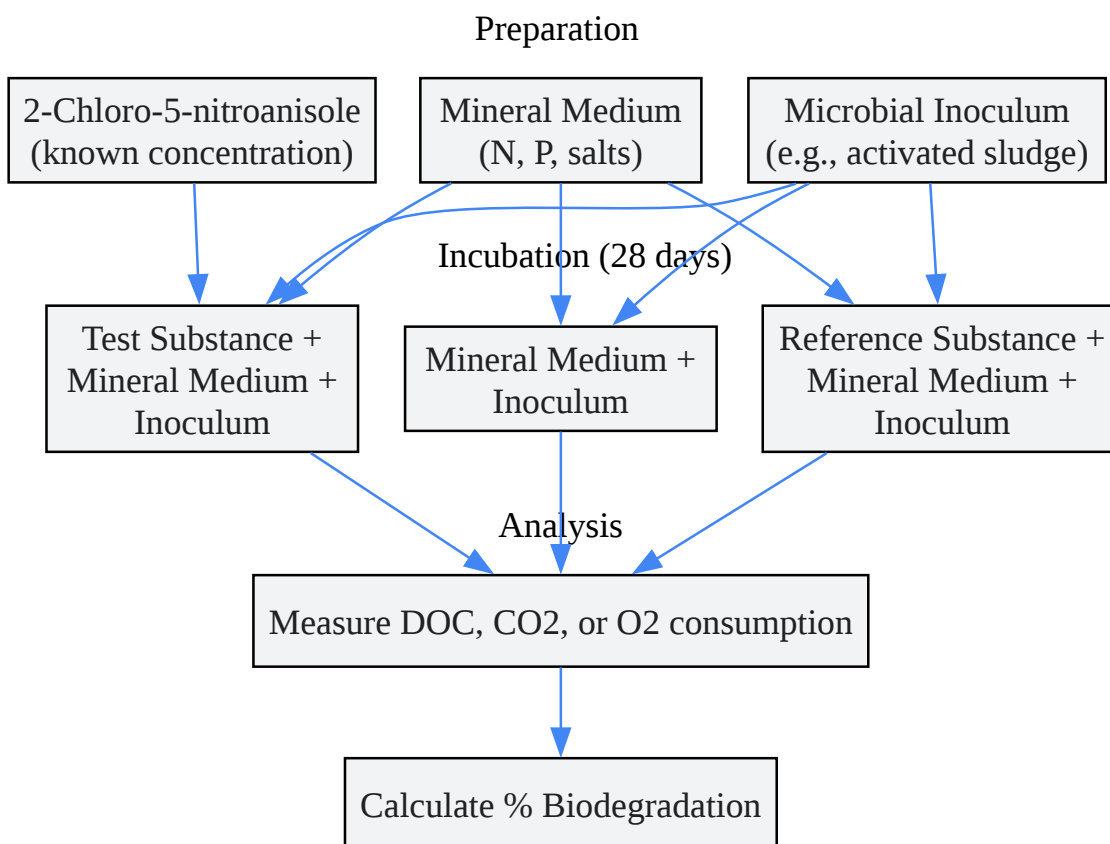 Preparation
2-Chloro-5-nitroanisole
(known concentration)
Mineral Medium
(N, P, salts)
Microbial Inoculum
(e.g., activated sludge)
Incubation (28 days)
Test Substance +
Mineral Medium +
Inoculum
Mineral Medium +
Inoculum
Reference Substance +
Mineral Medium +
Inoculum
Analysis
Measure DOC, CO2, or O2 consumption
Calculate % Biodegradation